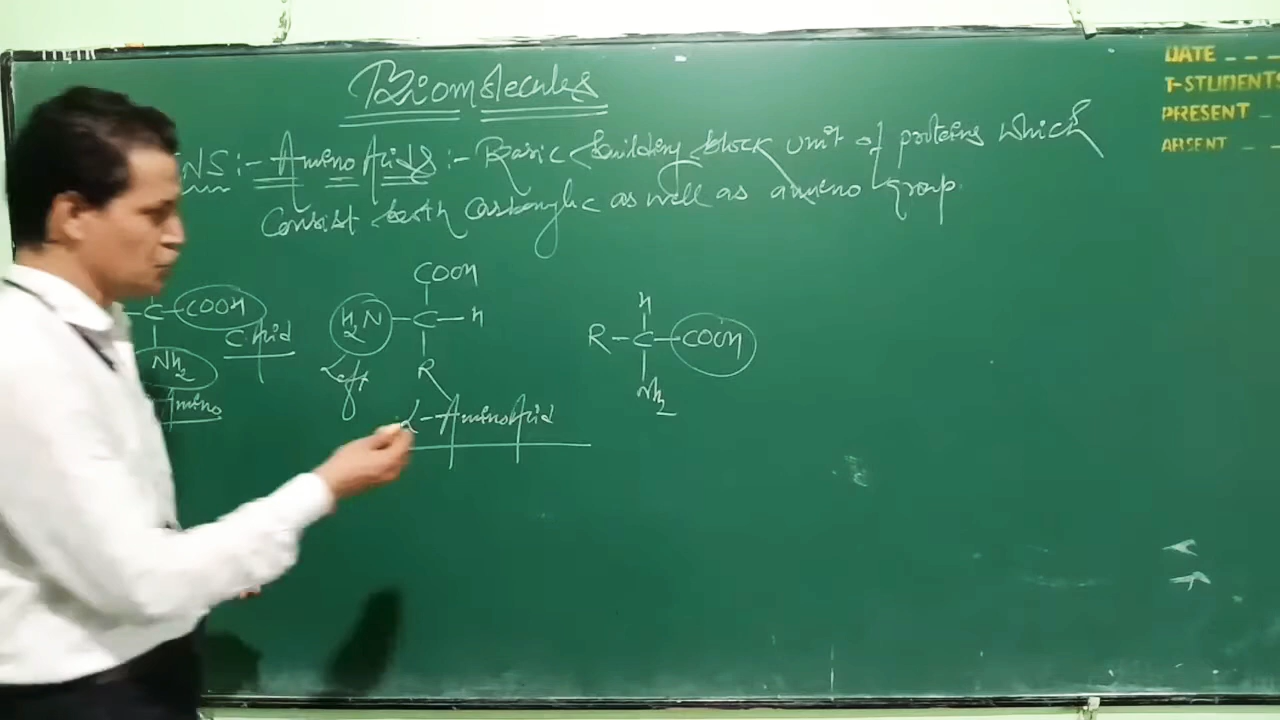 Biomolecules
NS :- Amino Acids :- Basic building block unit of proteins which
Consist both carboxylic as well as amino group.
C - COOH
C. Acid
NH2
Amino
COOH
H2N - C - H
Left
R
α-Amino Acid
H
R - C - COOH
NH2
DATE _ _ _
T-STUDENTS
PRESENT _
ABSENT _ _